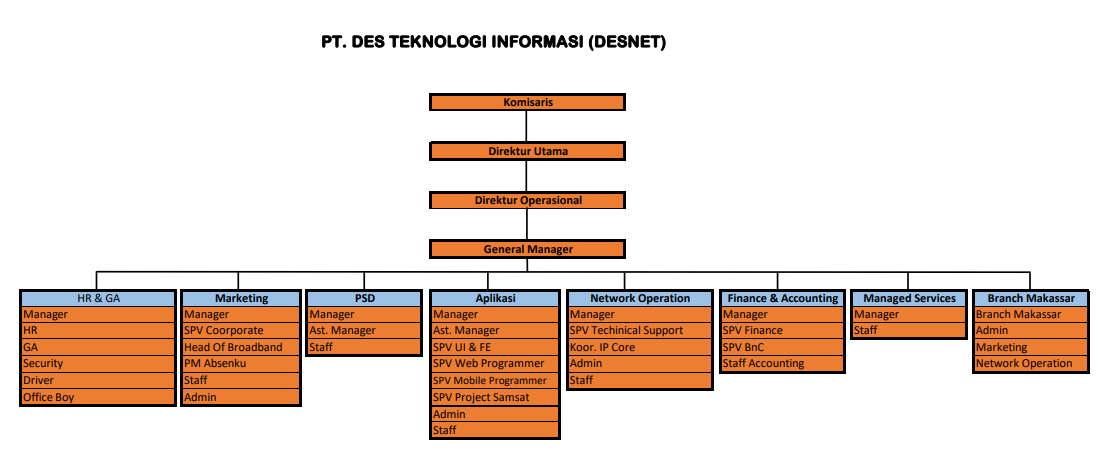 PT. DES TEKNOLOGI INFORMASI (DESNET)
Komisaris
Direktur Utama
Direktur Operasional
General Manager
HR & GA
Manager
HR
GA
Security
Driver
Office Boy
Marketing
Manager
SPV Coorporate
Head Of Broadband
PM Absenku
Staff
Admin
PSD
Manager
Ast. Manager
Staff
Aplikasi
Manager
Ast. Manager
SPV UI & FE
SPV Web Programmer
SPV Mobile Programmer
SPV Project Samsat
Admin
Staff
Network Operation
Manager
SPV Techinical Support
Koor. IP Core
Admin
Staff
Finance & Accounting
Manager
SPV Finance
SPV BnC
Staff Accounting
Managed Services
Manager
Staff
Branch Makassar
Branch Makassar
Admin
Marketing
Network Operation